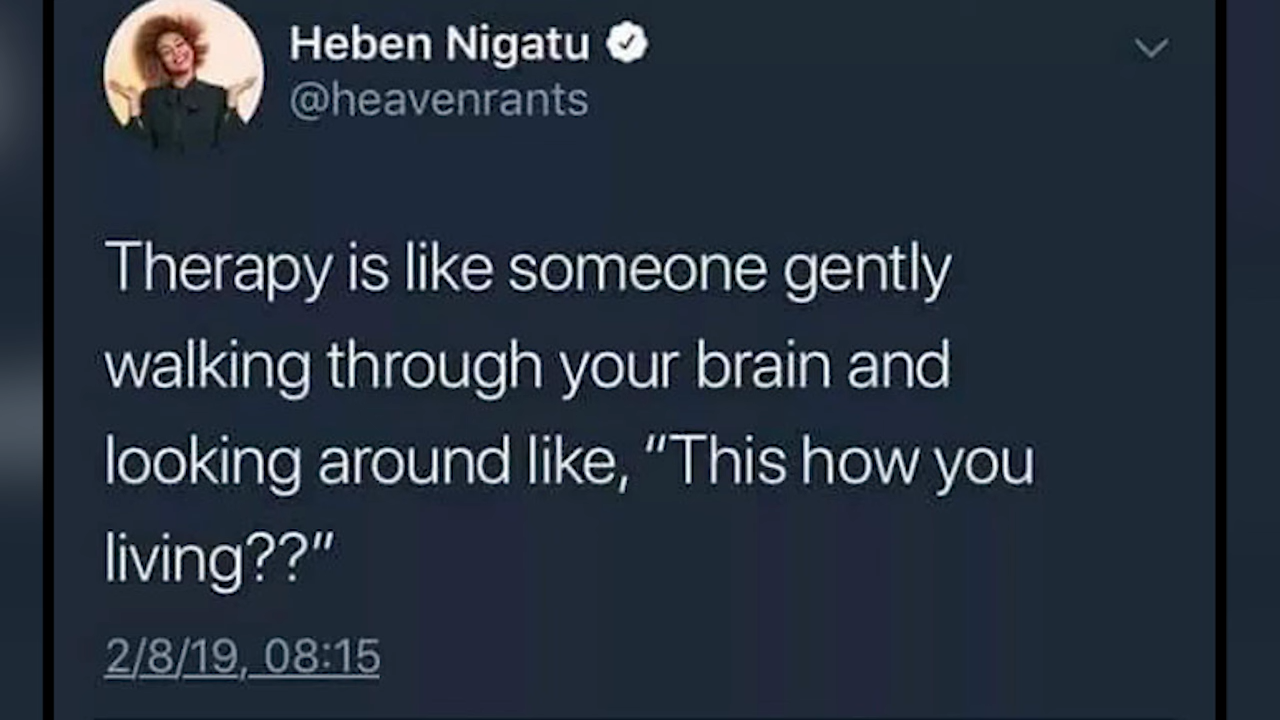 Heben Nigatu
@heavenrants
Therapy is like someone gently
walking through your brain and
looking around like, "This how you
living??"
2/8/19, 08:15